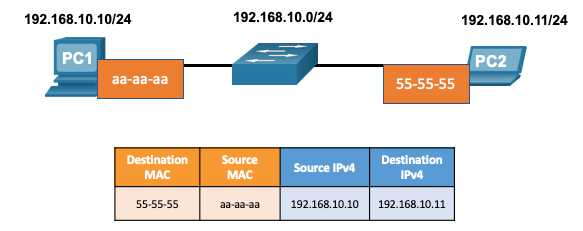 192.168.10.10/24
192.168.10.0/24
192.168.10.11/24
PC1
aa-aa-aa
PC2
55-55-55
Destination MAC
Source MAC
Source IPv4
Destination IPv4
55-55-55
aa-aa-aa
192.168.10.10
192.168.10.11